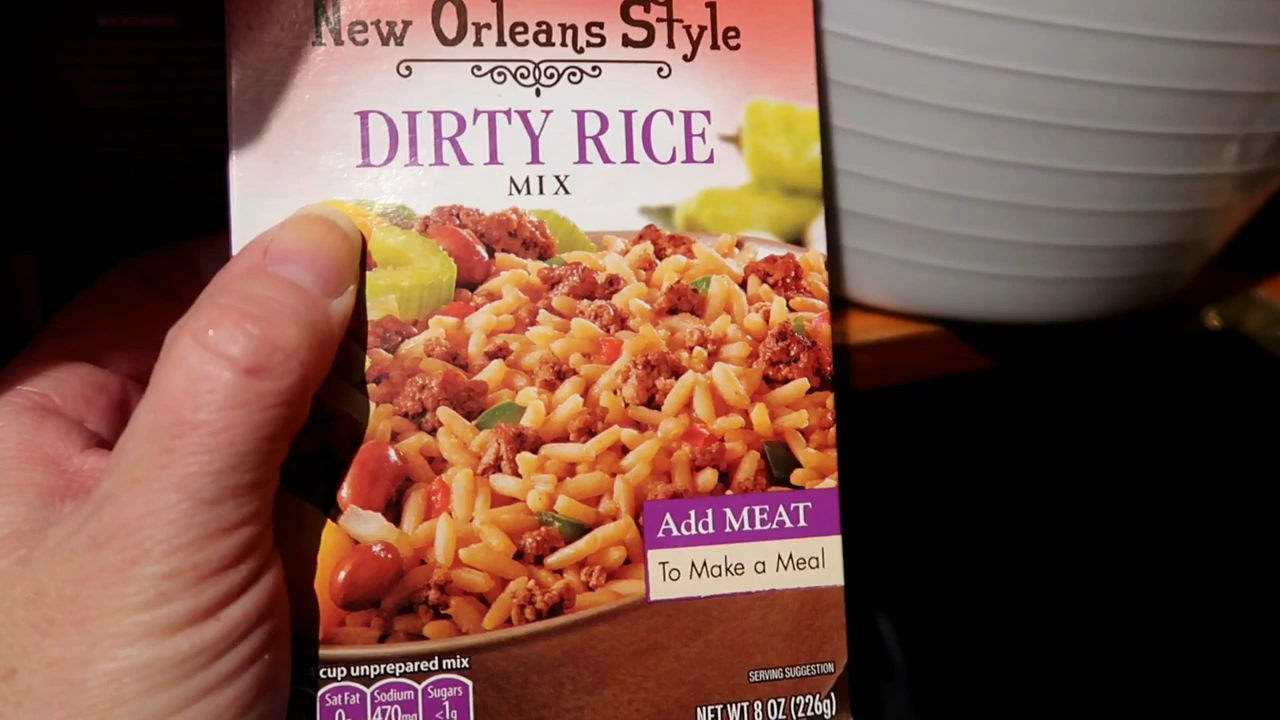 New Orleans Style
DIRTY RICE
MIX
Add MEAT
To Make a Meal
cup unprepared mix
Sat Fat
Sodium
470mg
Sugars
<1g
SERVING SUGGESTION
NET WT 8 OZ (226g)